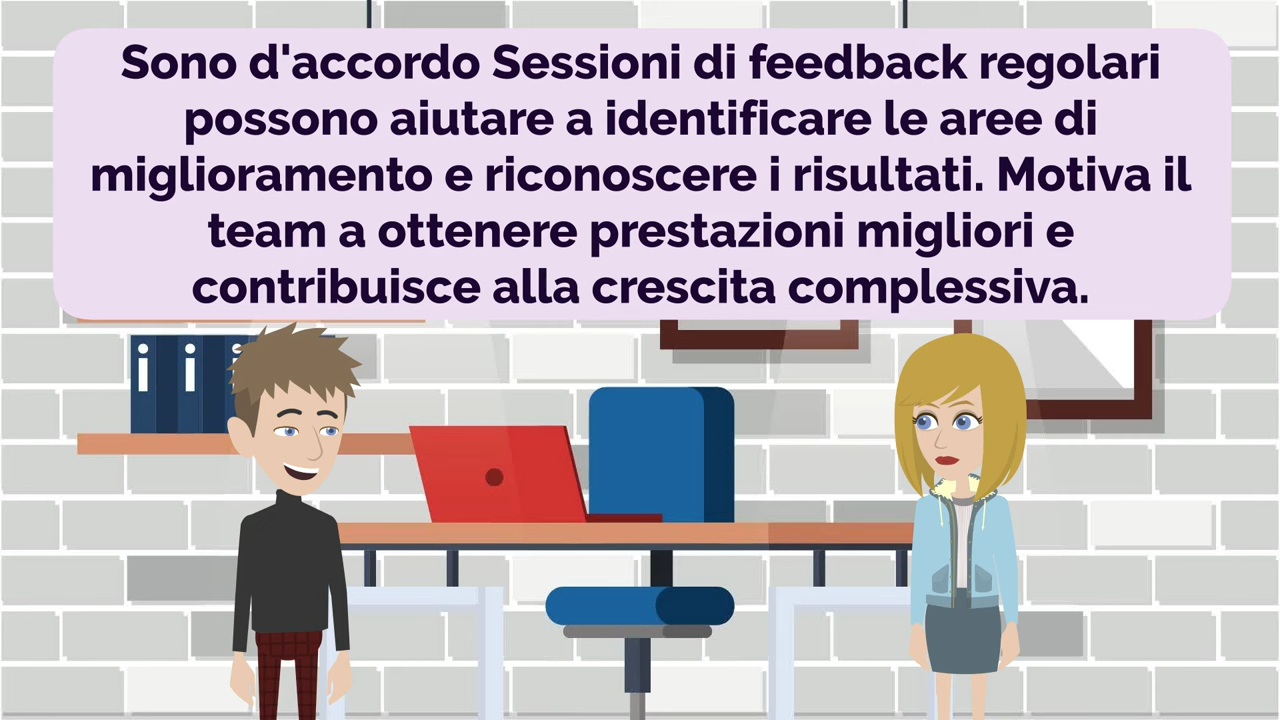 Sono d'accordo Sessioni di feedback regolari
possono aiutare a identificare le aree di
miglioramento e riconoscere i risultati. Motiva il
team a ottenere prestazioni migliori e
contribuisce alla crescita complessiva.